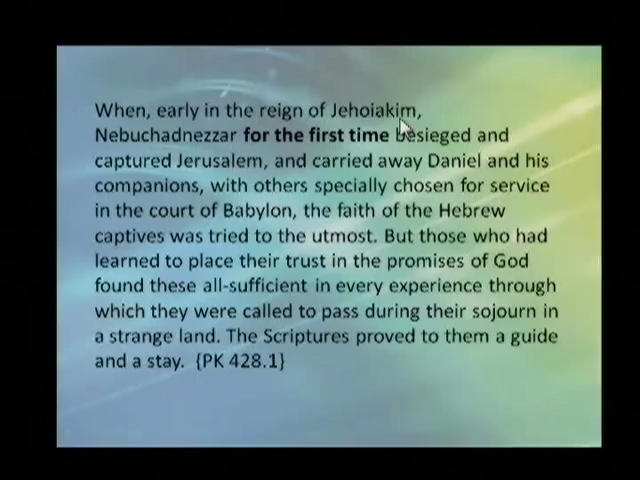 When, early in the reign of Jehoiakim,
Nebuchadnezzar for the first time besieged and
captured Jerusalem, and carried away Daniel and his
companions, with others specially chosen for service
in the court of Babylon, the faith of the Hebrew
captives was tried to the utmost. But those who had
learned to place their trust in the promises of God
found these all-sufficient in every experience through
which they were called to pass during their sojourn in
a strange land. The Scriptures proved to them a guide
and a stay. {PK 428.1}